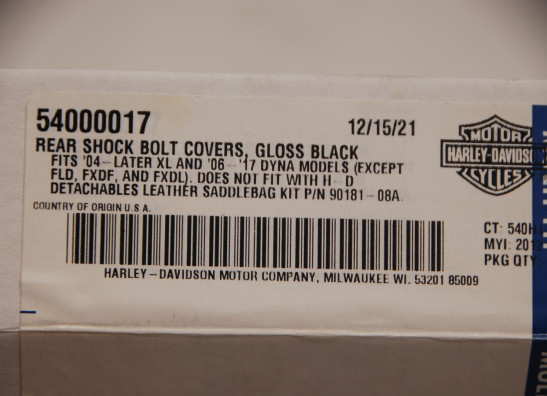 54000017 12/15/21
REAR SHOCK BOLT COVERS, GLOSS BLACK
FITS '04-LATER XL AND '06-'17 DYNA MODELS (EXCEPT
FLD, FXDF, AND FXDL). DOES NOT FIT WITH H-D
DETACHABLES LEATHER SADDLEBAG KIT P/N 90181-08A.
COUNTRY OF ORIGIN U.S.A.
HARLEY-DAVIDSON MOTOR COMPANY, MILWAUKEE WI. 53201 85009
MOTOR
HARLEY-DAVIDSON
CYCLES
CT: 540H
MYI: 201
PKG QTY